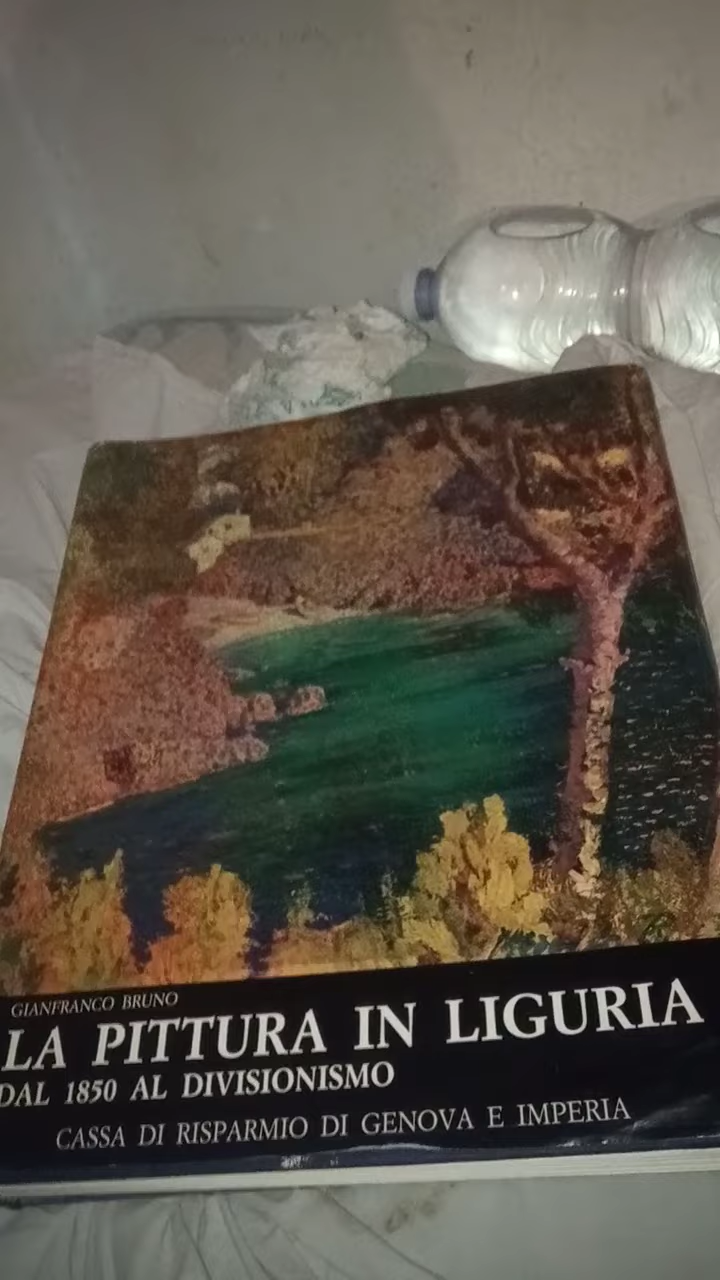 GIANFRANCO BRUNO
LA PITTURA IN LIGURIA
DAL 1850 AL DIVISIONISMO
CASSA DI RISPARMIO DI GENOVA E IMPERIA